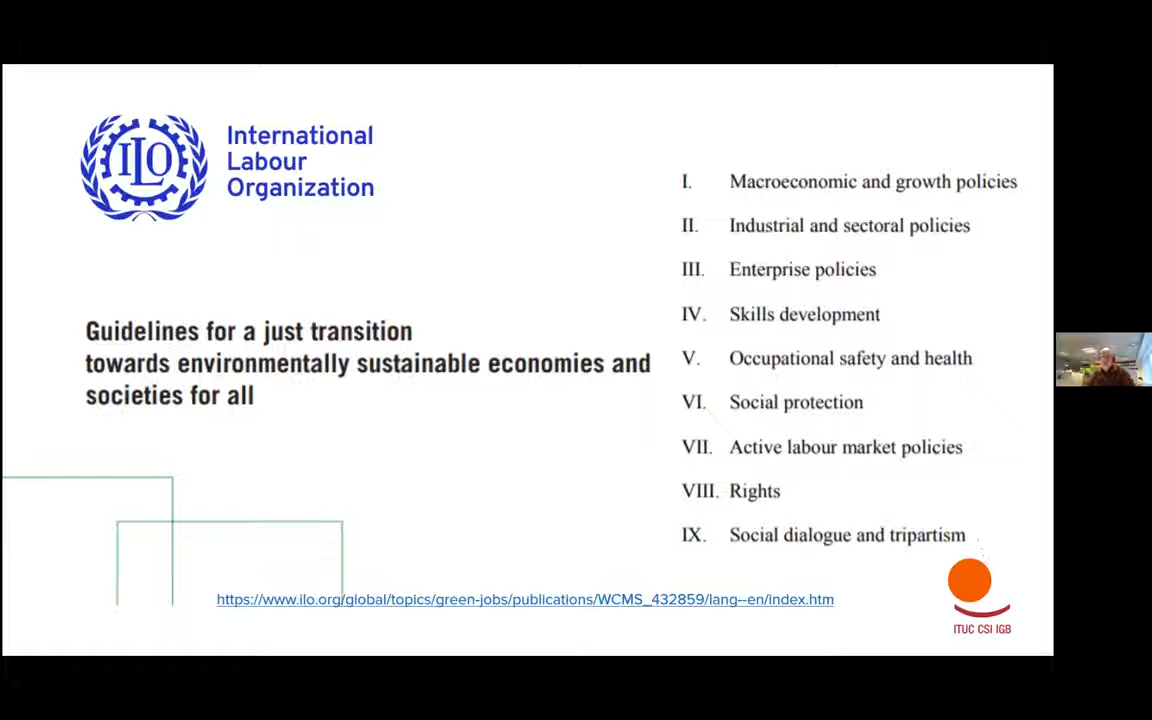 ILO
International
Labour
Organization
Guidelines for a just transition
towards environmentally sustainable economies and
societies for all
I. Macroeconomic and growth policies
II. Industrial and sectoral policies
III. Enterprise policies
IV. Skills development
V. Occupational safety and health
VI. Social protection
VII. Active labour market policies
VIII. Rights
IX. Social dialogue and tripartism
https://www.ilo.org/global/topics/green-jobs/publications/WCMS_432859/lang--en/index.htm
ITUC CSI IGB